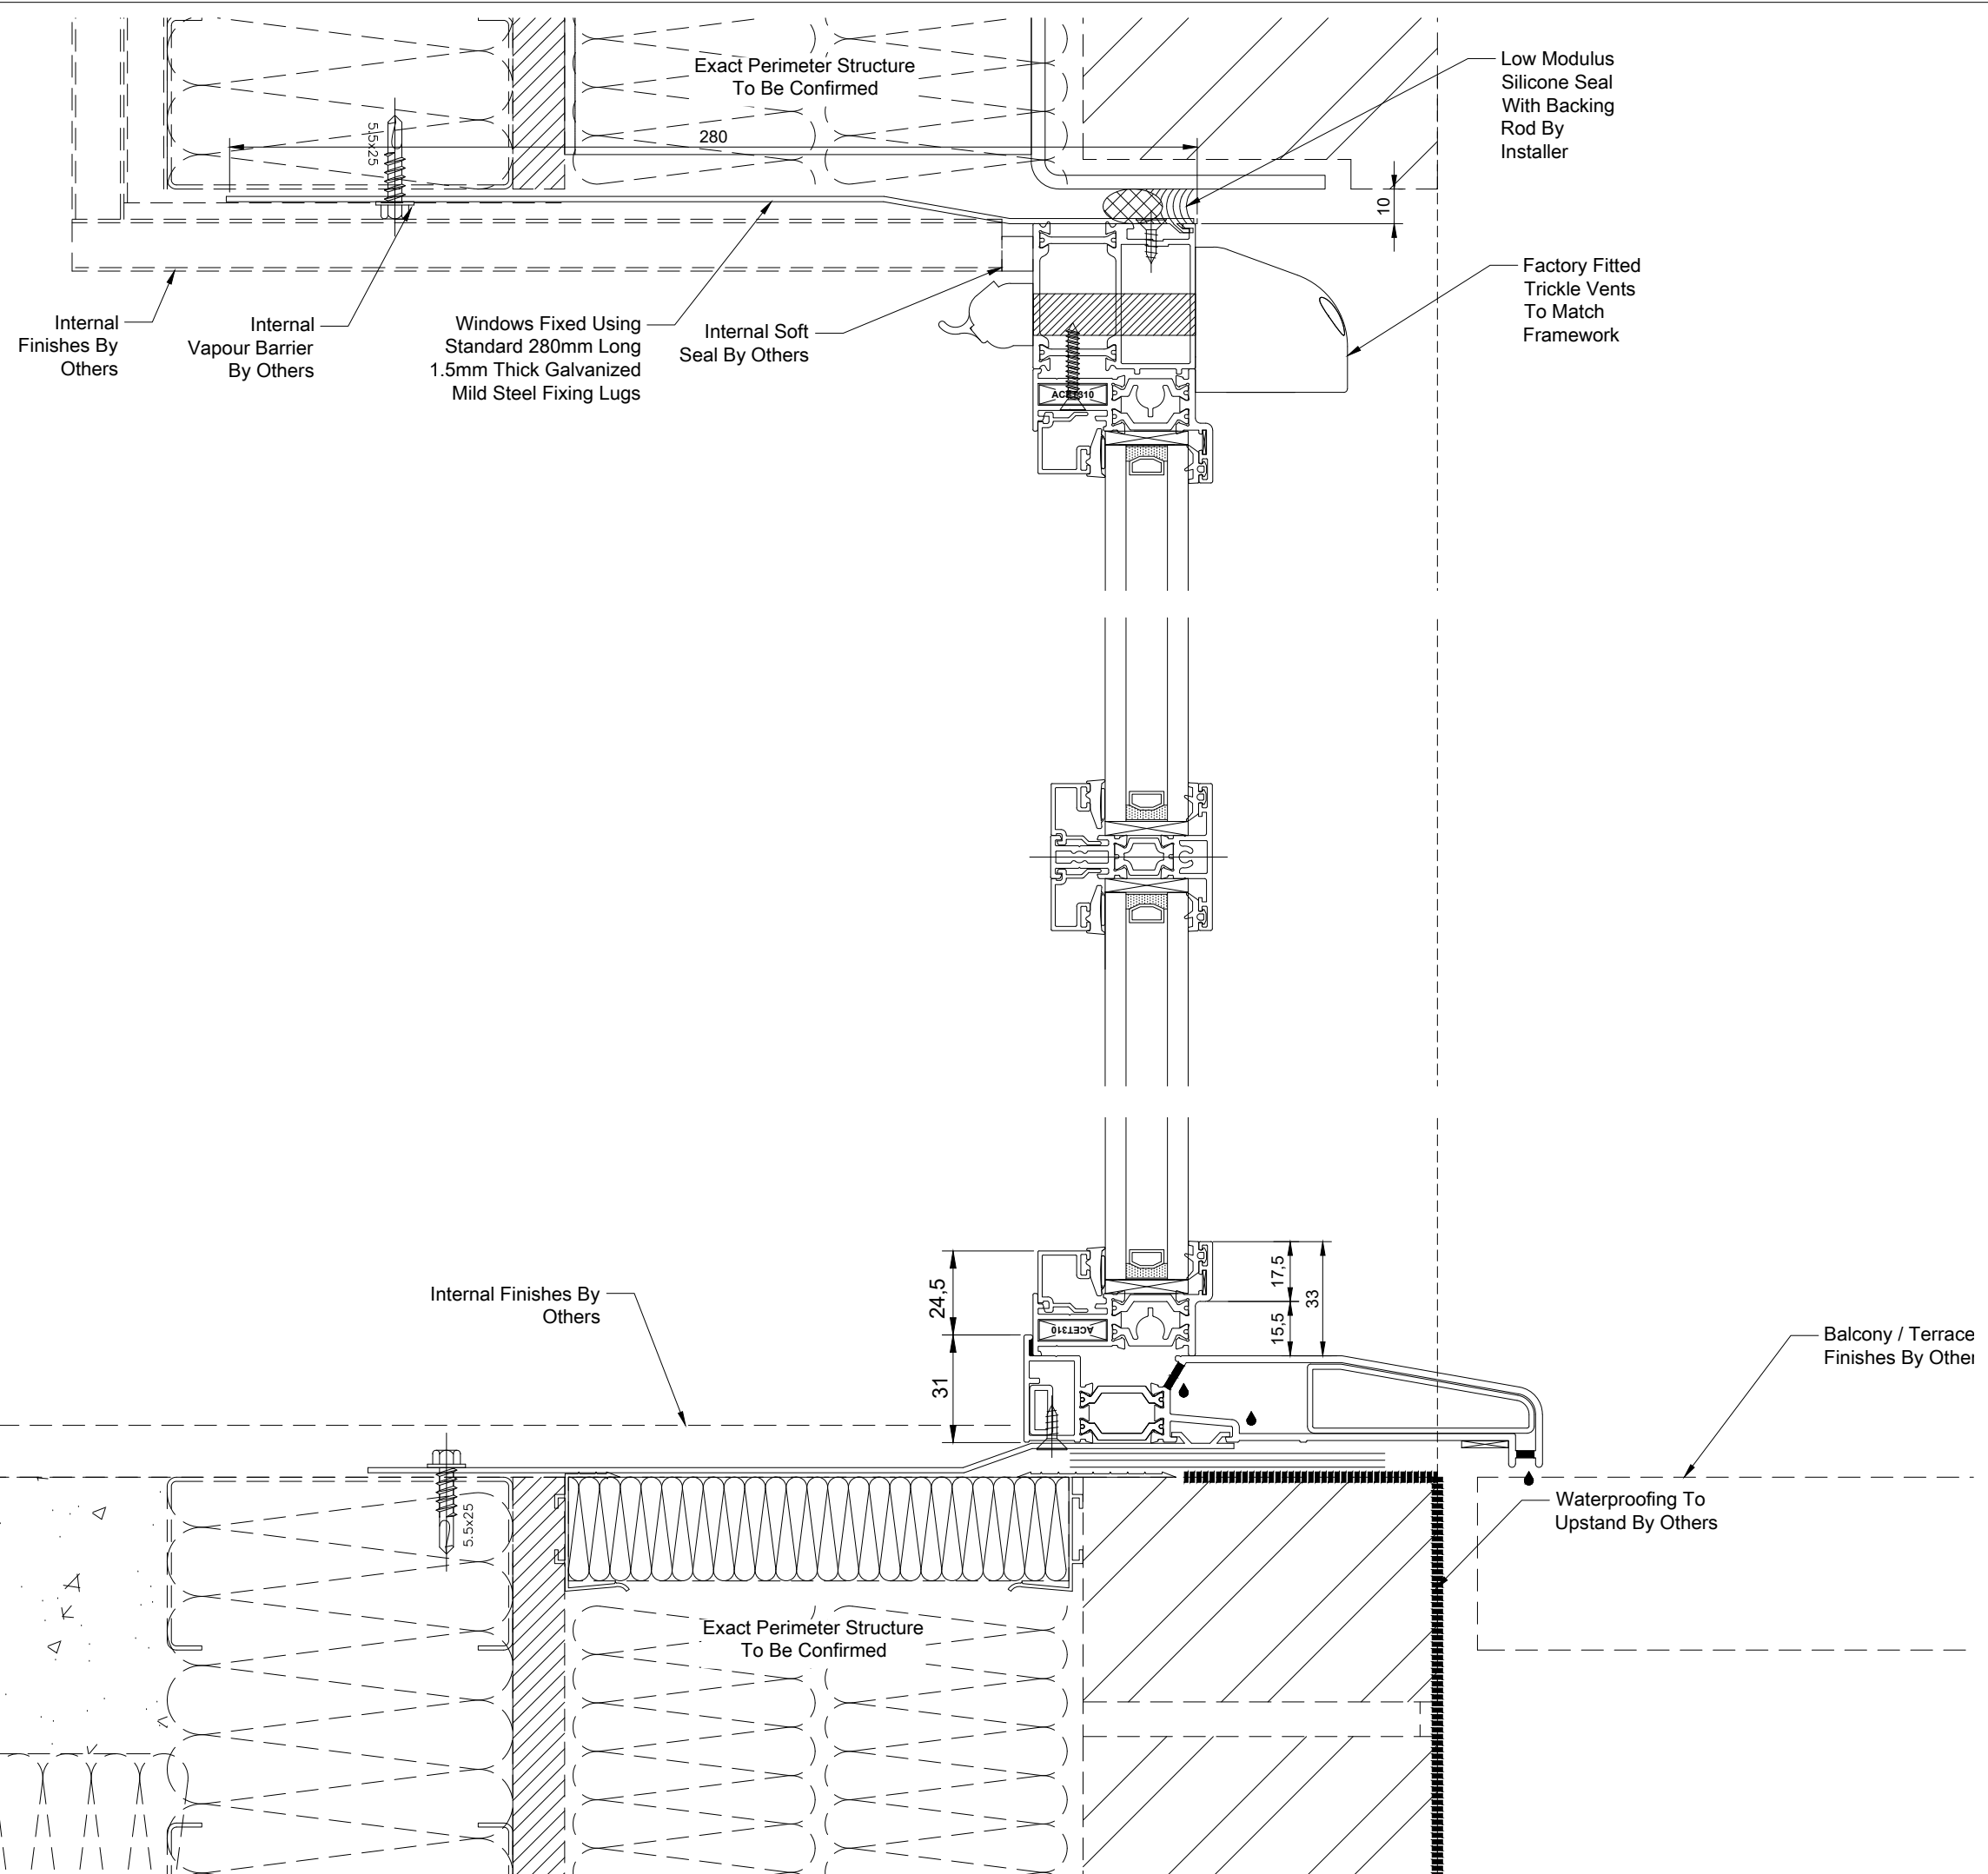 Exact Perimeter Structure
To Be Confirmed
Low Modulus
Silicone Seal
With Backing
Rod By
Installer
5.5x25
280
10
Factory Fitted
Trickle Vents
To Match
Framework
Internal
Finishes By
Others
Internal
Vapour Barrier
By Others
Windows Fixed Using
Standard 280mm Long
1.5mm Thick Galvanized
Mild Steel Fixing Lugs
Internal Soft
Seal By Others
ACET310
Internal Finishes By
Others
24,5
31
17,5
15,5
33
ACET310
Balcony / Terrace
Finishes By
Waterproofing To
Upstand By Others
5.5x25
Exact Perimeter Structure
To Be Confirmed